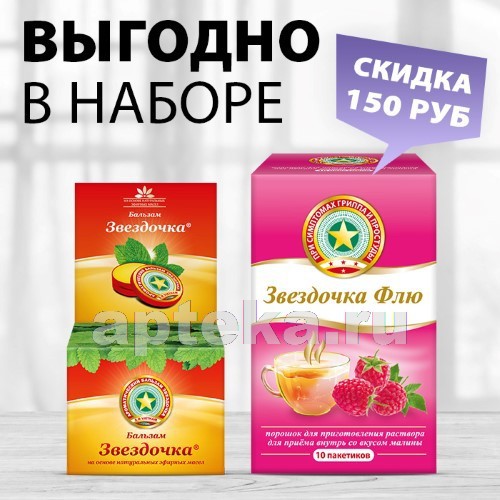 ВЫГОДНО
В НАБОРЕ
СКИДКА
150 РУБ
Бальзам
Звездочка®
Бальзам
Звездочка®
на основе натуральных эфирных масел
ПРИ СИМПТОМАХ ГРИППА И ПРОСТУДЫ
Звездочка Флю
порошок для приготовления раствора
для приёма внутрь со вкусом малины
10 пакетиков
apteka.ru